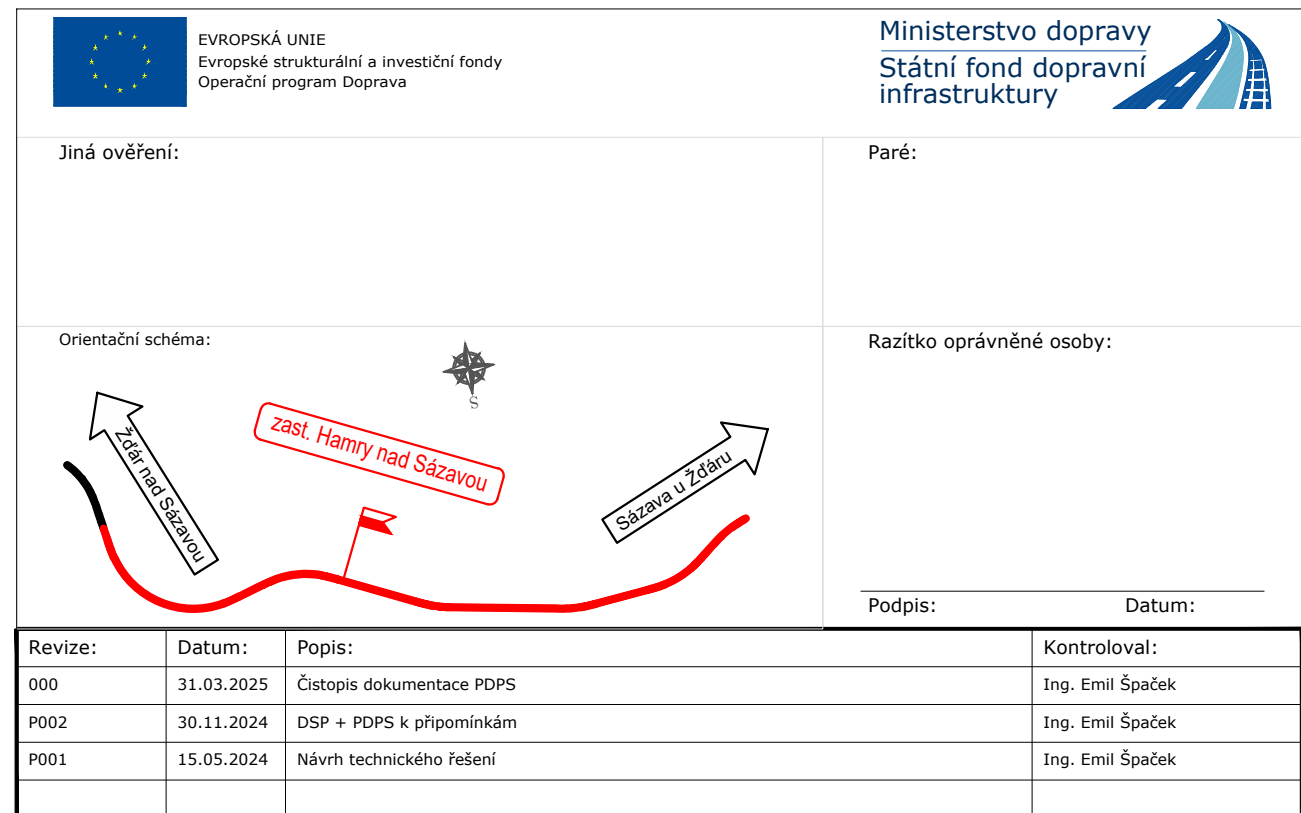 EVROPSKÁ UNIE
Evropské strukturální a investiční fondy
Operační program Doprava
Ministerstvo dopravy
Státní fond dopravní
infrastruktury
Jiná ověření:
Paré:
Orientační schéma:
S
Žďár nad Sázavou
zast. Hamry nad Sázavou
Sázava u Žďáru
Razítko oprávněné osoby:
Podpis: Datum:
Revize: Datum: Popis: Kontroloval:
000 31.03.2025 Čistopis dokumentace PDPS Ing. Emil Špaček
P002 30.11.2024 DSP + PDPS k připomínkám Ing. Emil Špaček
P001 15.05.2024 Návrh technického řešení Ing. Emil Špaček